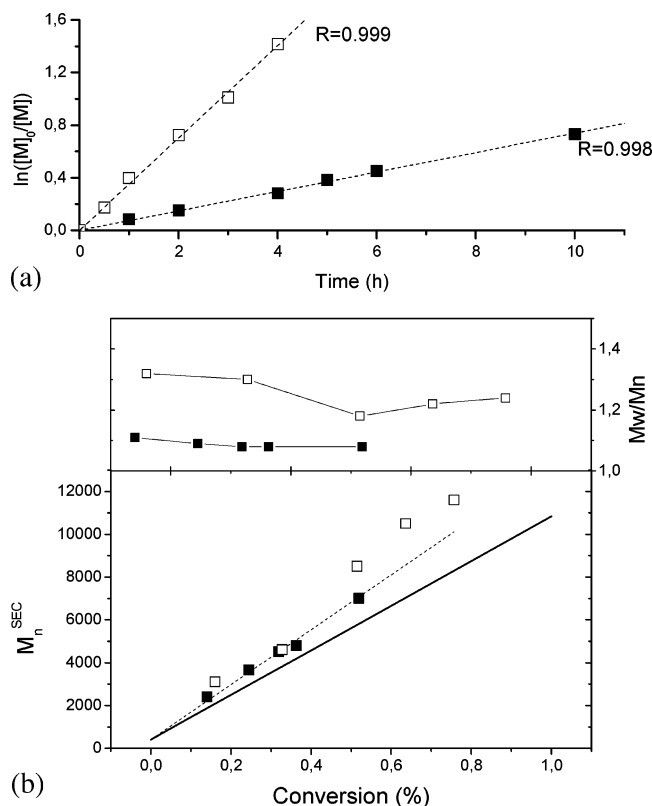 1,6
1,2
0,8
0,4
0,0
ln([M]₀/[M])
R=0.999
R=0.998
0 2 4 6 8 10
Time (h)
(a)
1,4
1,2
1,0
Mw/Mn
12000
10000
8000
6000
4000
2000
0
Mₙ^SEC
0,0 0,2 0,4 0,6 0,8 1,0
Conversion (%)
(b)